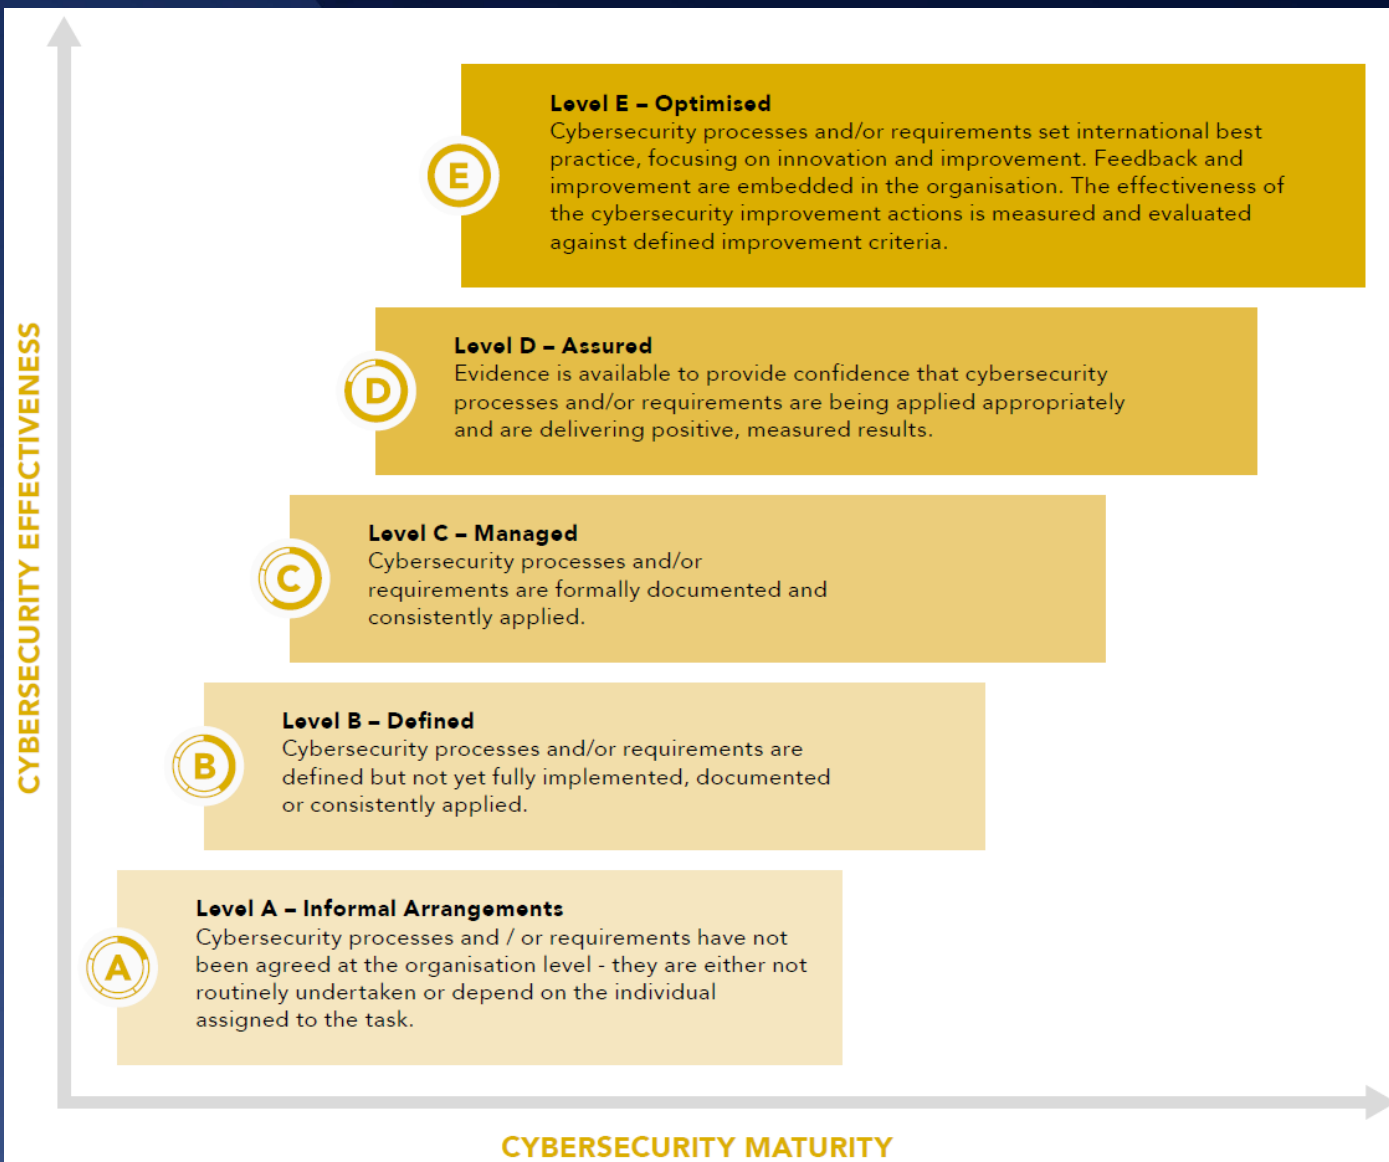 CYBERSECURITY EFFECTIVENESS
E
Level E – Optimised
Cybersecurity processes and/or requirements set international best
practice, focusing on innovation and improvement. Feedback and
improvement are embedded in the organisation. The effectiveness of
the cybersecurity improvement actions is measured and evaluated
against defined improvement criteria.
D
Level D – Assured
Evidence is available to provide confidence that cybersecurity
processes and/or requirements are being applied appropriately
and are delivering positive, measured results.
C
Level C – Managed
Cybersecurity processes and/or
requirements are formally documented and
consistently applied.
B
Level B – Defined
Cybersecurity processes and/or requirements are
defined but not yet fully implemented, documented
or consistently applied.
A
Level A – Informal Arrangements
Cybersecurity processes and / or requirements have not
been agreed at the organisation level - they are either not
routinely undertaken or depend on the individual
assigned to the task.
CYBERSECURITY MATURITY